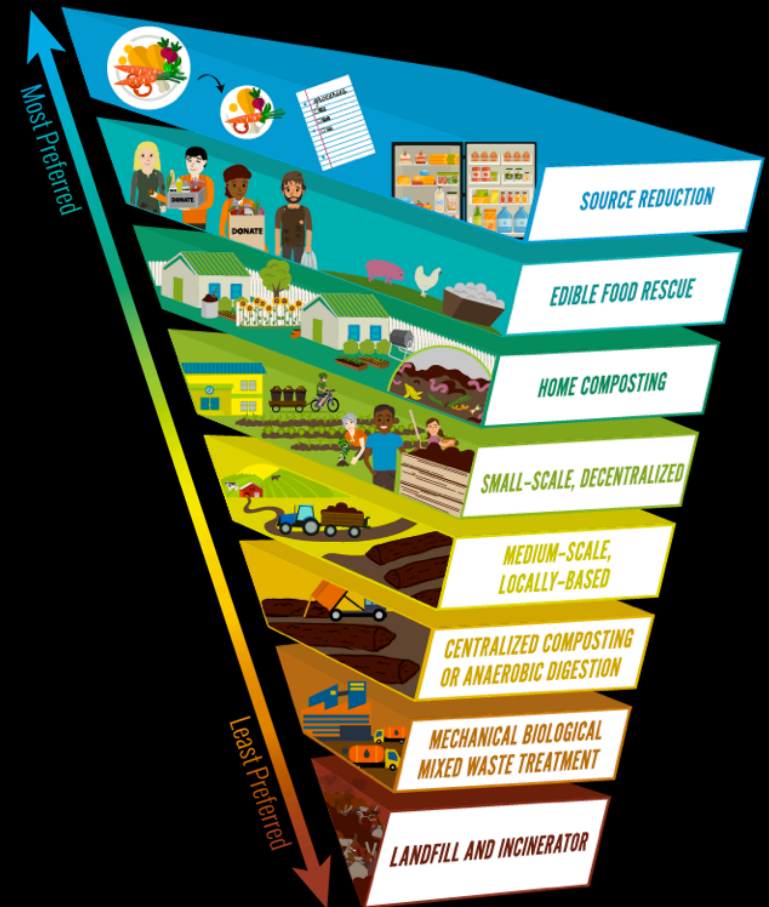 Most Preferred
groceries
DONATE
DONATE
SOURCE REDUCTION
EDIBLE FOOD RESCUE
HOME COMPOSTING
SMALL-SCALE, DECENTRALIZED
MEDIUM-SCALE,
LOCALLY-BASED
CENTRALIZED COMPOSTING
OR ANAEROBIC DIGESTION
MECHANICAL BIOLOGICAL
MIXED WASTE TREATMENT
Least Preferred
LANDFILL AND INCINERATOR